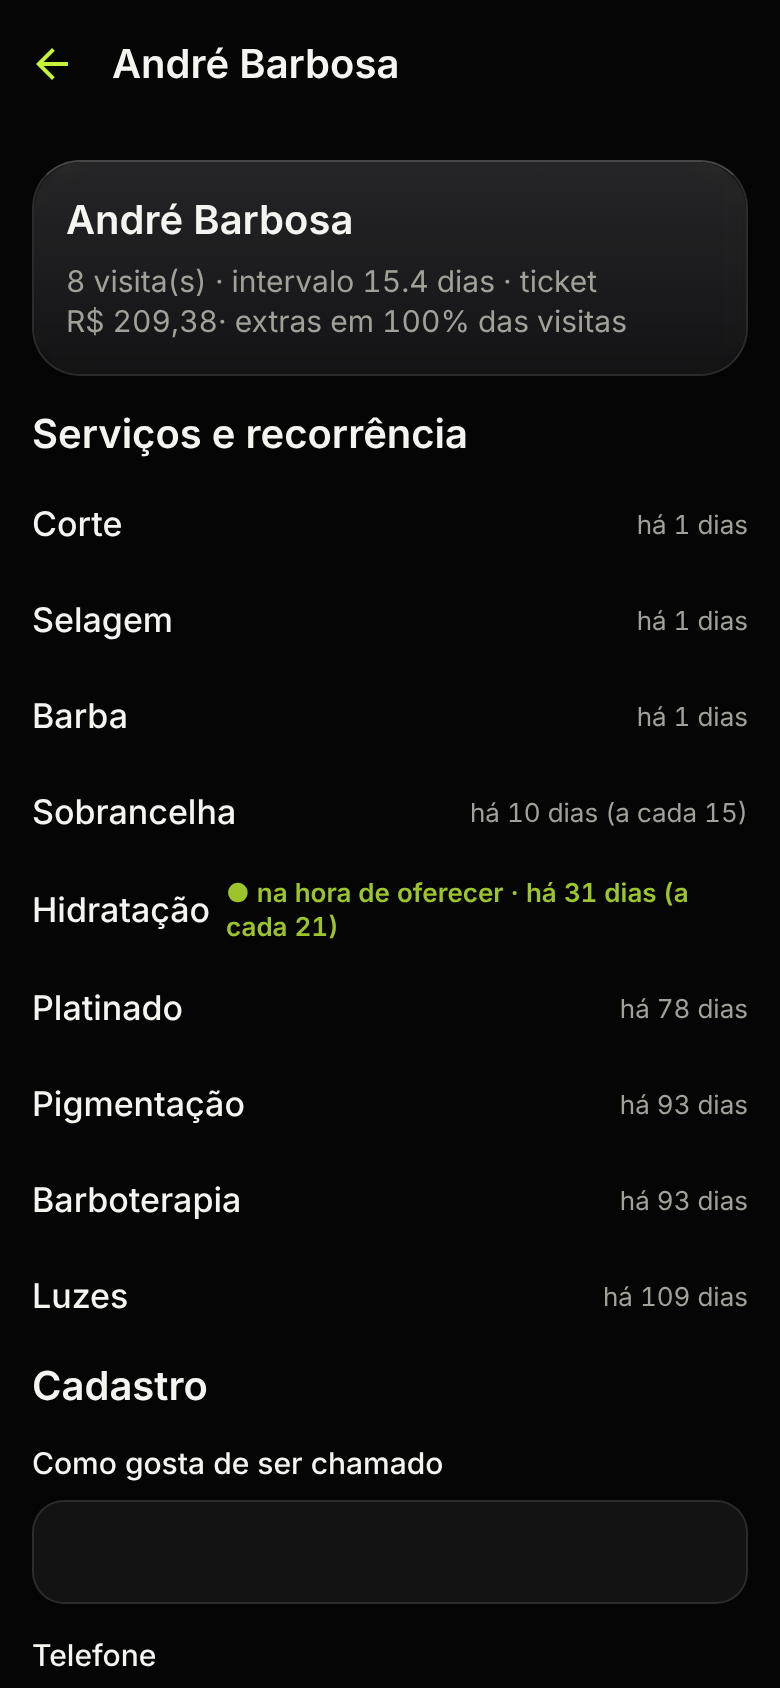 André Barbosa
André Barbosa
8 visita(s) · intervalo 15.4 dias · ticket
R$ 209,38· extras em 100% das visitas
Serviços e recorrência
Corte há 1 dias
Selagem há 1 dias
Barba há 1 dias
Sobrancelha há 10 dias (a cada 15)
Hidratação ● na hora de oferecer · há 31 dias (a
cada 21)
Platinado há 78 dias
Pigmentação há 93 dias
Barboterapia há 93 dias
Luzes há 109 dias
Cadastro
Como gosta de ser chamado
Telefone